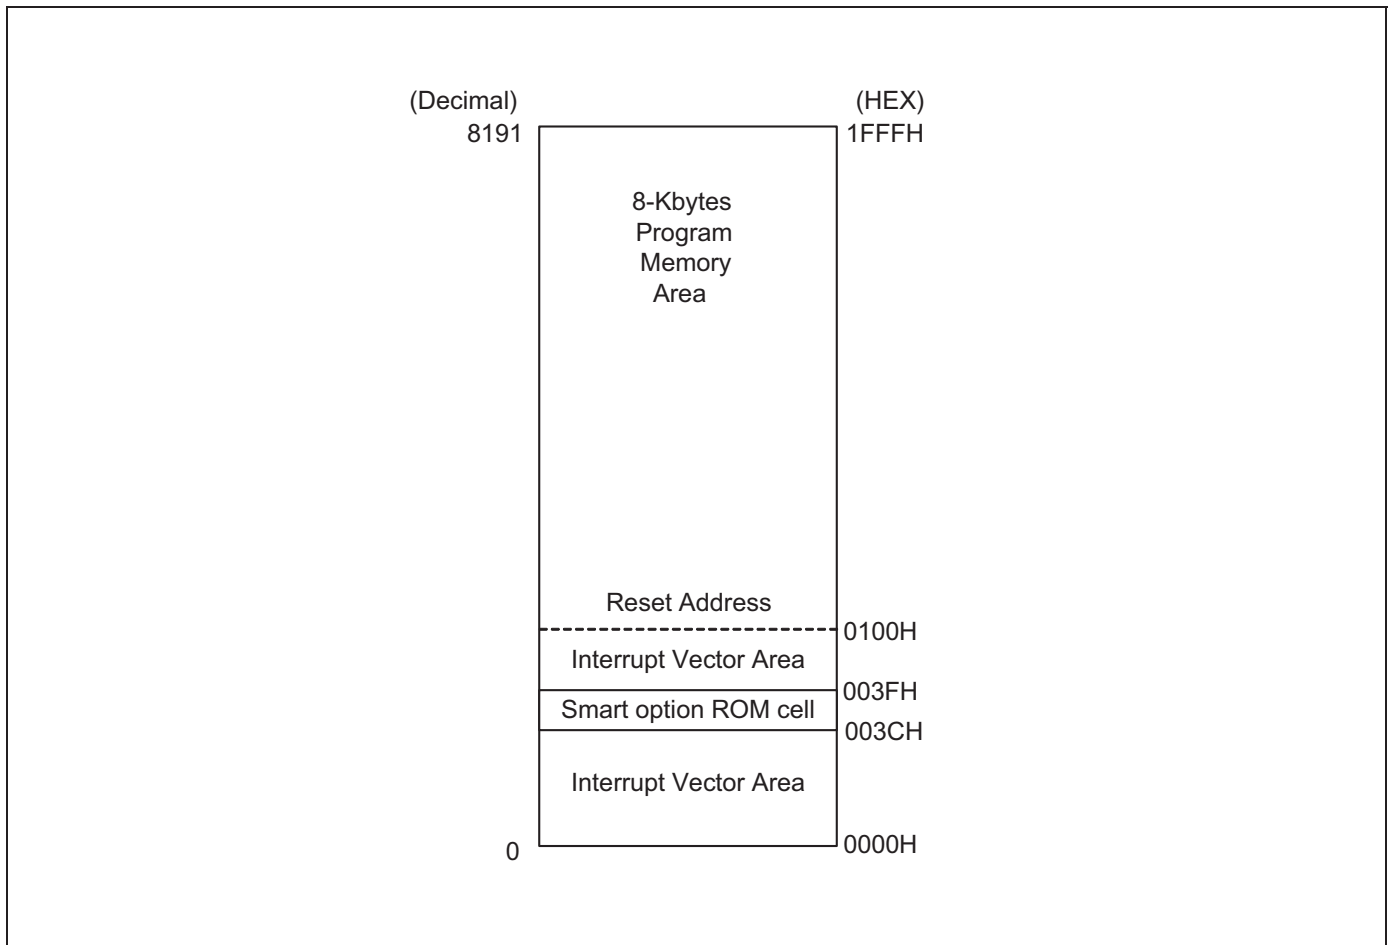 (Decimal)
(HEX)
8191
1FFFH
8-Kbytes
Program
Memory
Area
Reset Address
0100H
Interrupt Vector Area
003FH
Smart option ROM cell
003CH
Interrupt Vector Area
0
0000H